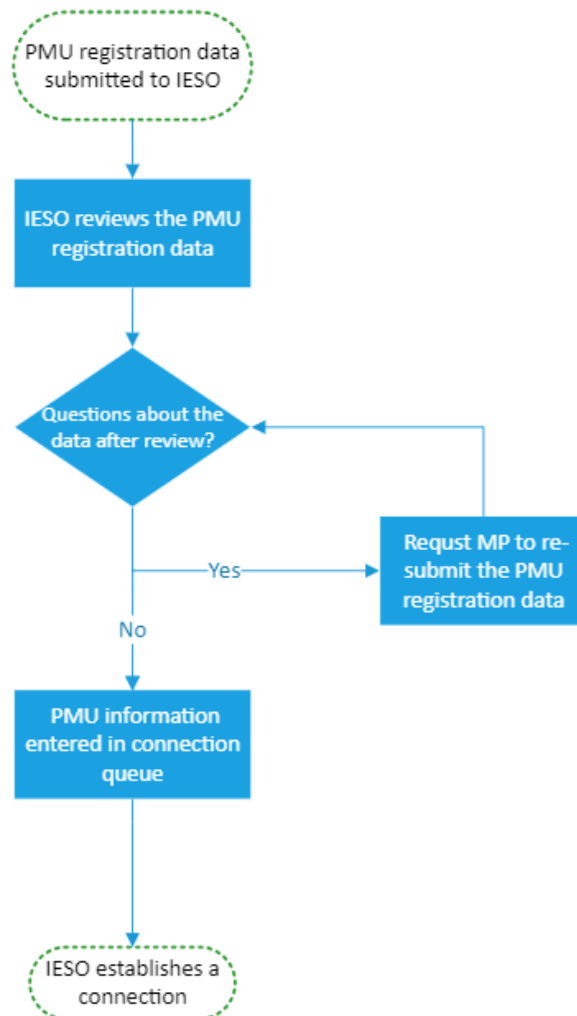 PMU registration data
submitted to IESO
IESO reviews the PMU
registration data
Questions about the
data after review?
Requst MP to re-
submit the PMU
registration data
Yes
No
PMU information
entered in connection
queue
IESO establishes a
connection